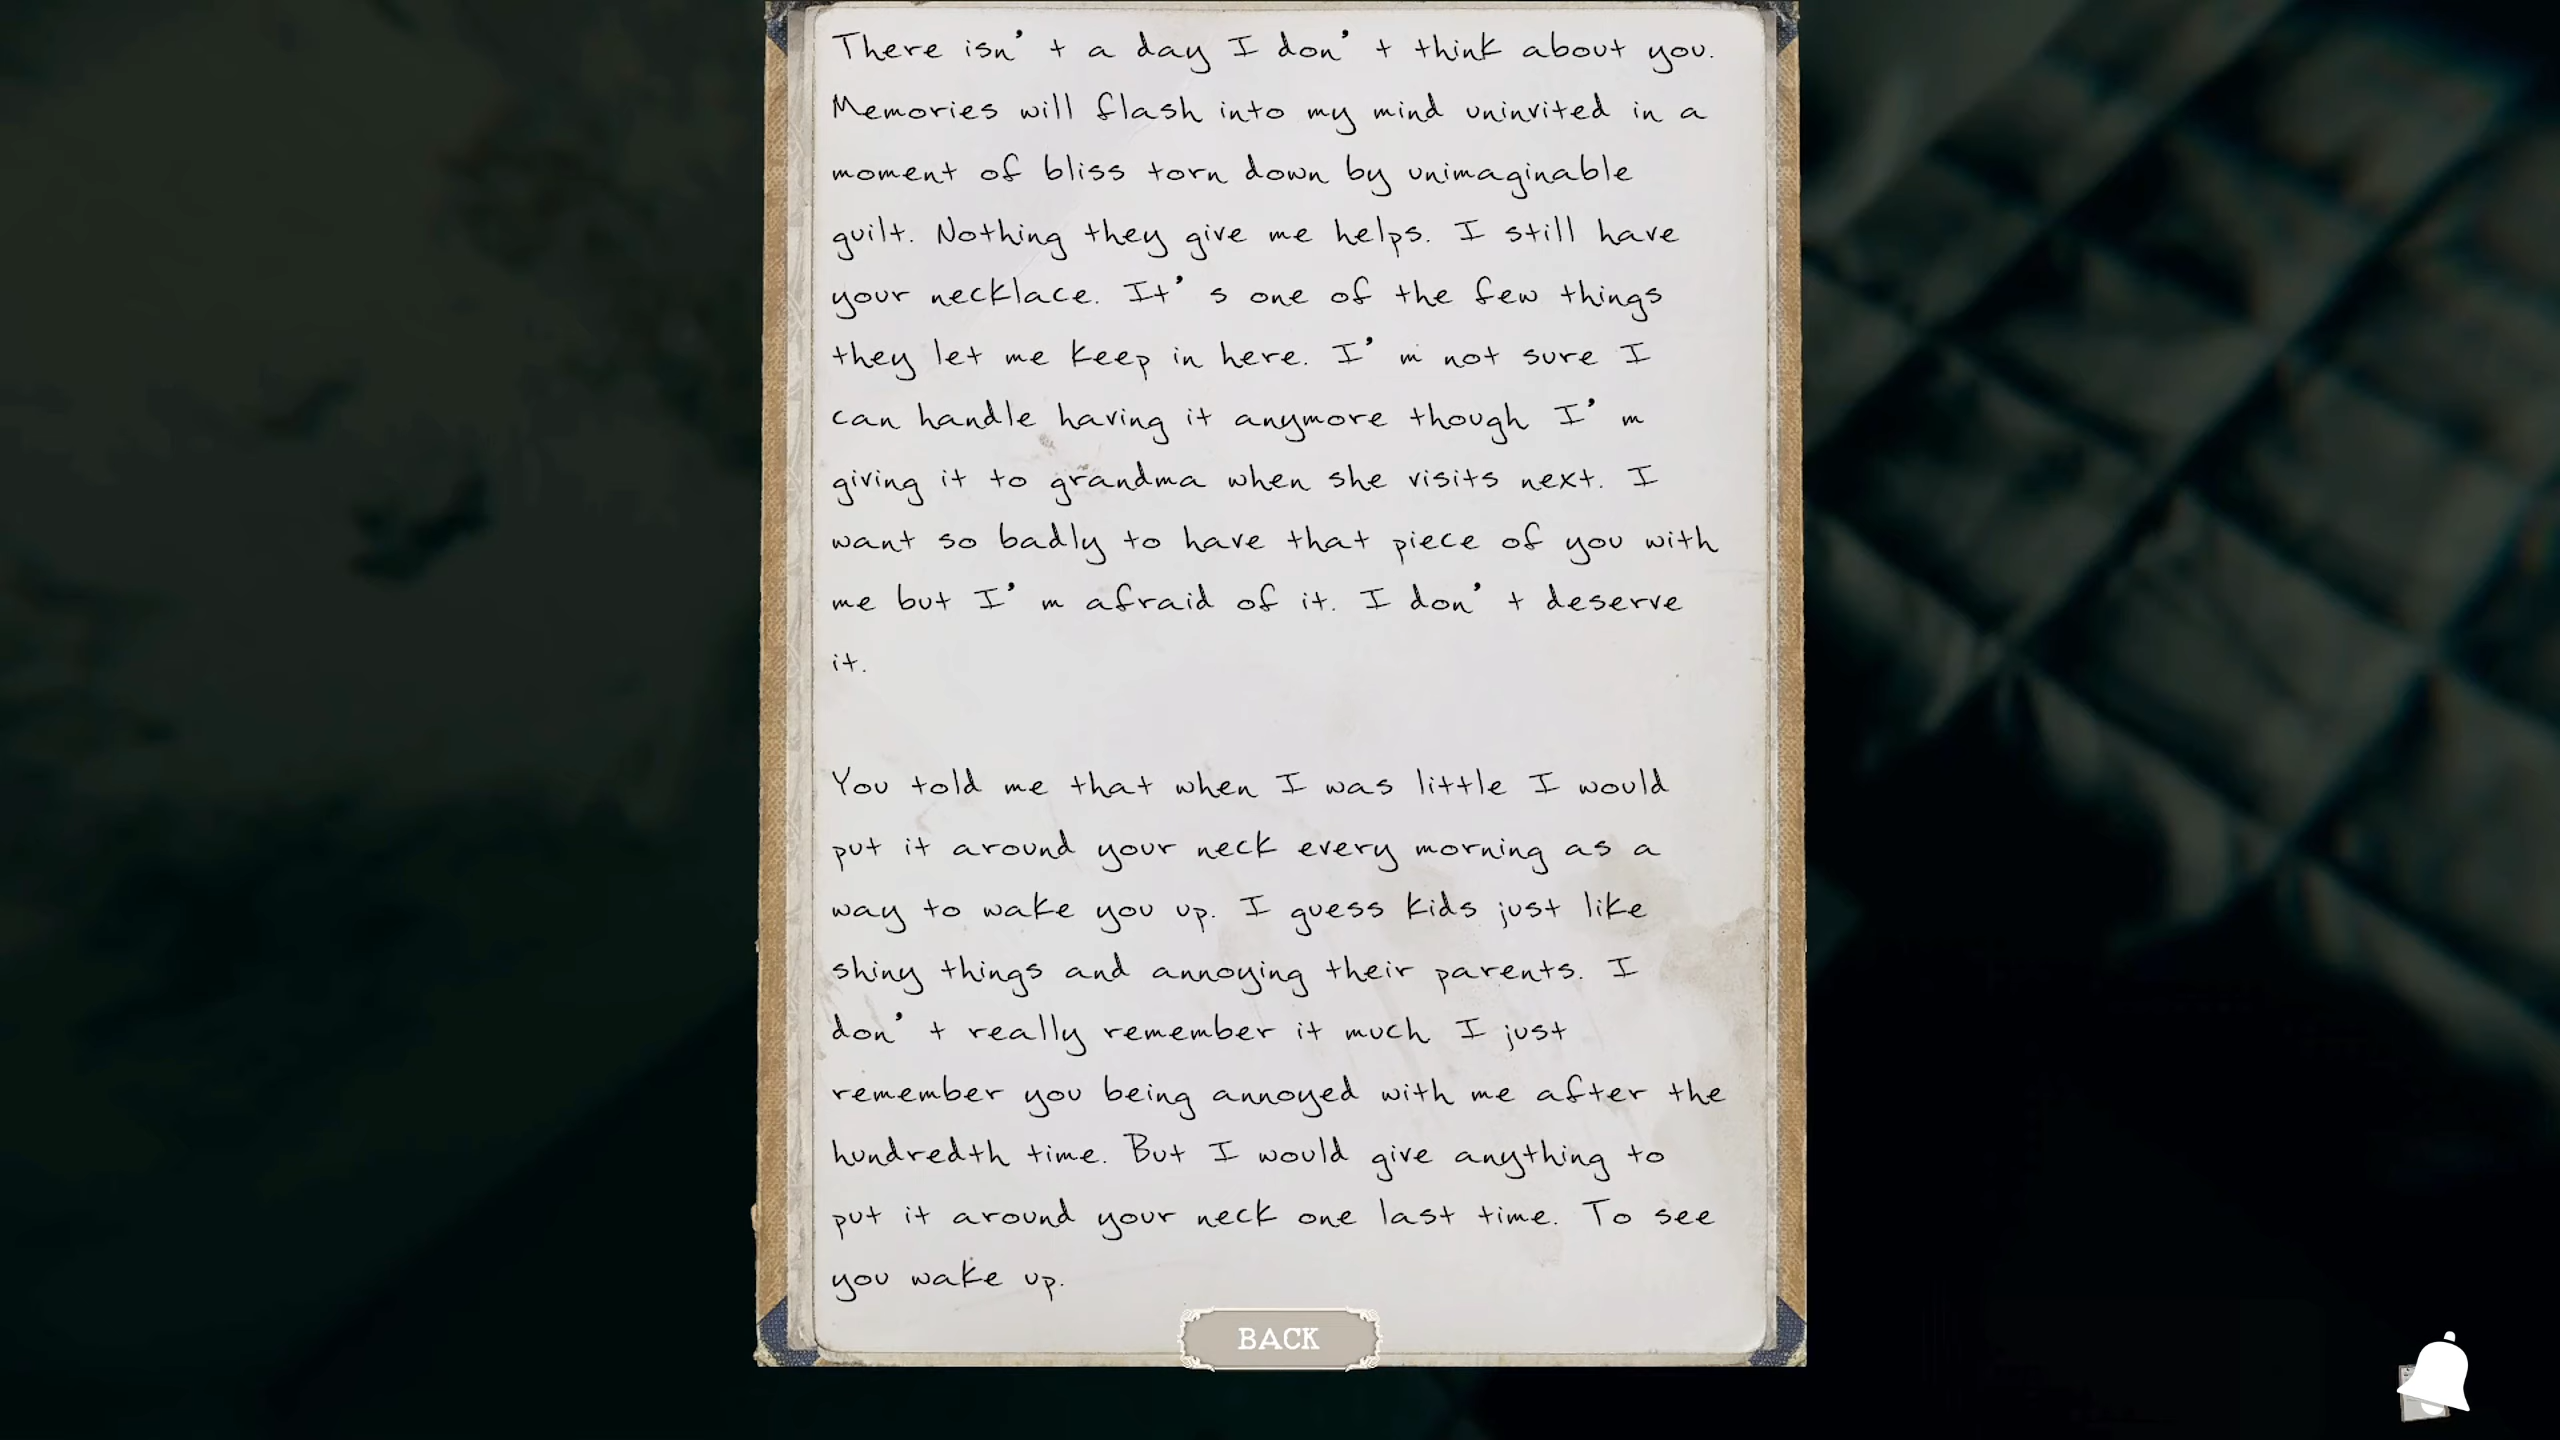 There isn’ t a day I don’ t think about you.
Memories will flash into my mind uninvited in a
moment of bliss torn down by unimaginable
guilt. Nothing they give me helps. I still have
your necklace. It’ s one of the few things
they let me keep in here. I’ m not sure I
can handle having it anymore though I’ m
giving it to grandma when she visits next. I
want so badly to have that piece of you with
me but I’ m afraid of it. I don’ t deserve
it.
You told me that when I was little I would
put it around your neck every morning as a
way to wake you up. I guess kids just like
shiny things and annoying their parents. I
don’ t really remember it much I just
remember you being annoyed with me after the
hundredth time. But I would give anything to
put it around your neck one last time. To see
you wake up.
BACK